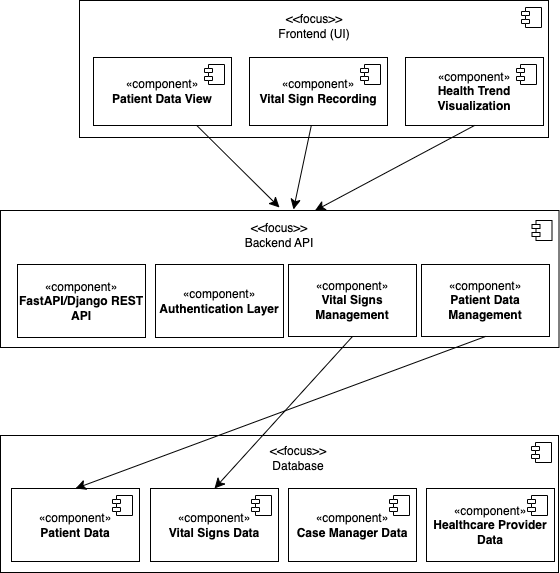 <<focus>>
Frontend (UI)
«component»
Patient Data View
«component»
Vital Sign Recording
«component»
Health Trend
Visualization
<<focus>>
Backend API
«component»
FastAPI/Django REST
API
«component»
Authentication Layer
«component»
Vital Signs
Management
«component»
Patient Data
Management
<<focus>>
Database
«component»
Patient Data
«component»
Vital Signs Data
«component»
Case Manager Data
«component»
Healthcare Provider
Data